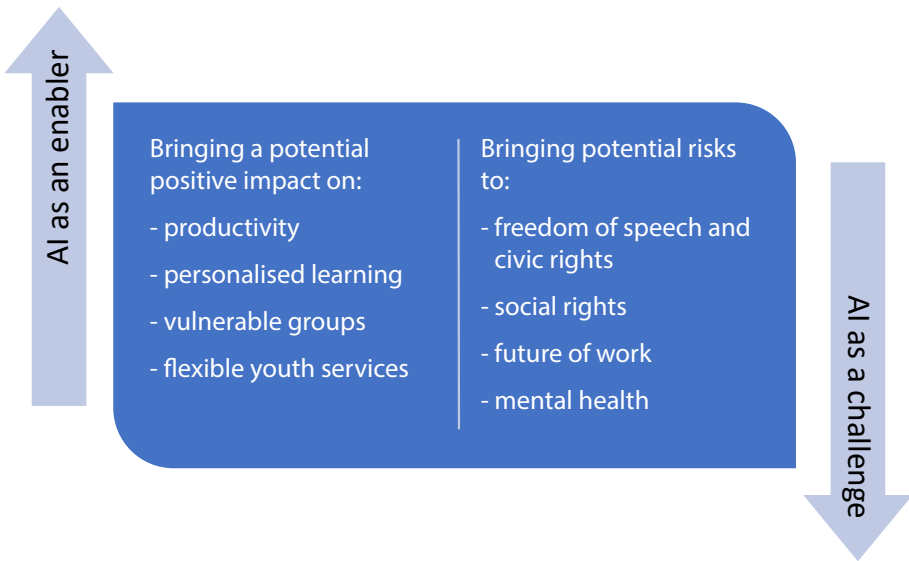 AI as an enabler
Bringing a potential
positive impact on:
- productivity
- personalised learning
- vulnerable groups
- flexible youth services
Bringing potential risks
to:
- freedom of speech and
civic rights
- social rights
- future of work
- mental health
AI as a challenge